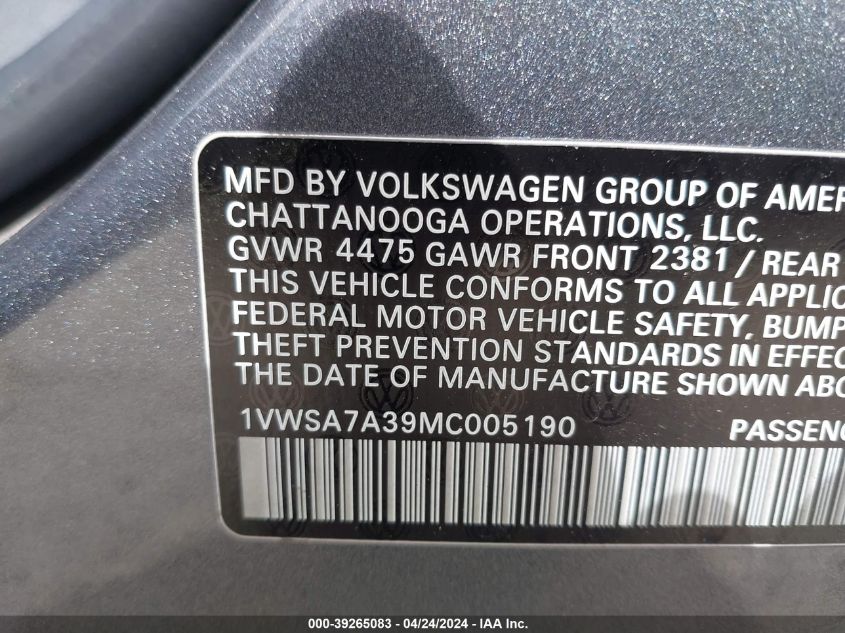 MFD BY VOLKSWAGEN GROUP OF AMER
CHATTANOOGA OPERATIONS, LLC.
GVWR 4475 GAWR FRONT 2381 / REAR
THIS VEHICLE CONFORMS TO ALL APPLIC
FEDERAL MOTOR VEHICLE SAFETY, BUMP
THEFT PREVENTION STANDARDS IN EFFEC
THE DATE OF MANUFACTURE SHOWN ABO
1VWSA7A39MC005190 PASSENG
000-39265083 - 04/24/2024 - IAA, Inc.